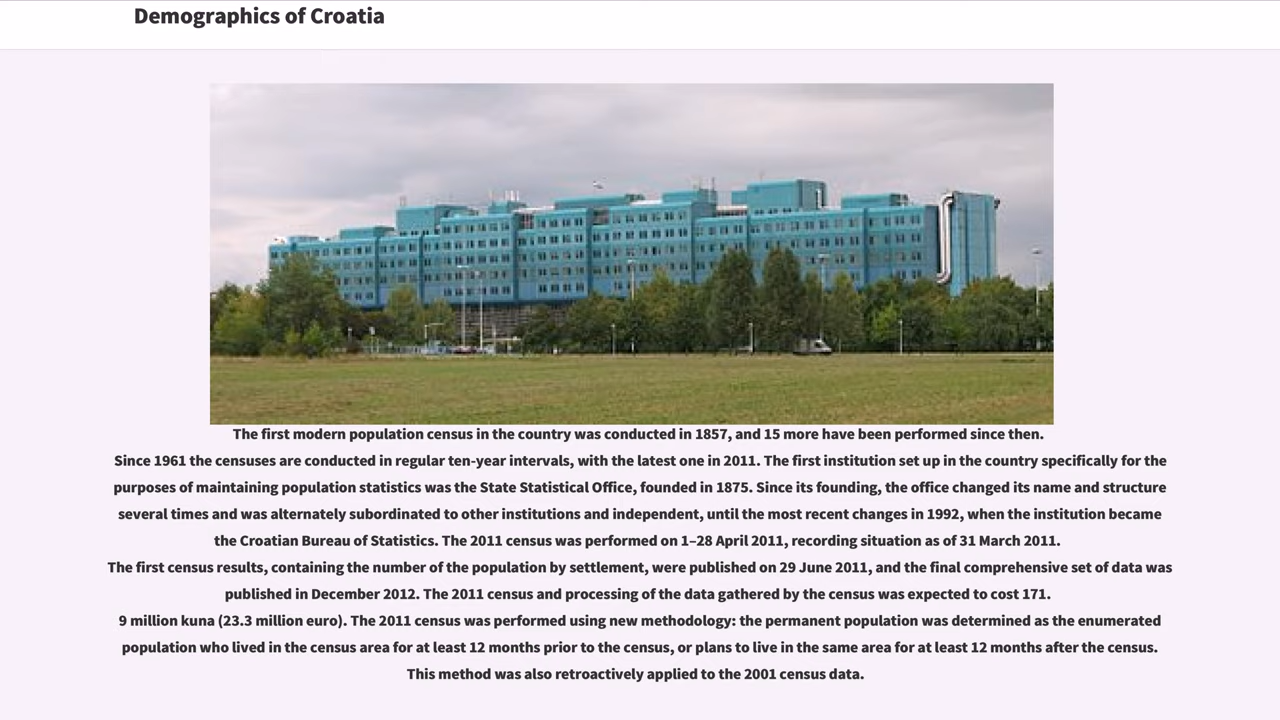 Demographics of Croatia
The first modern population census in the country was conducted in 1857, and 15 more have been performed since then.
Since 1961 the censuses are conducted in regular ten-year intervals, with the latest one in 2011. The first institution set up in the country specifically for the
purposes of maintaining population statistics was the State Statistical Office, founded in 1875. Since its founding, the office changed its name and structure
several times and was alternately subordinated to other institutions and independent, until the most recent changes in 1992, when the institution became
the Croatian Bureau of Statistics. The 2011 census was performed on 1–28 April 2011, recording situation as of 31 March 2011.
The first census results, containing the number of the population by settlement, were published on 29 June 2011, and the final comprehensive set of data was
published in December 2012. The 2011 census and processing of the data gathered by the census was expected to cost 171.
9 million kuna (23.3 million euro). The 2011 census was performed using new methodology: the permanent population was determined as the enumerated
population who lived in the census area for at least 12 months prior to the census, or plans to live in the same area for at least 12 months after the census.
This method was also retroactively applied to the 2001 census data.